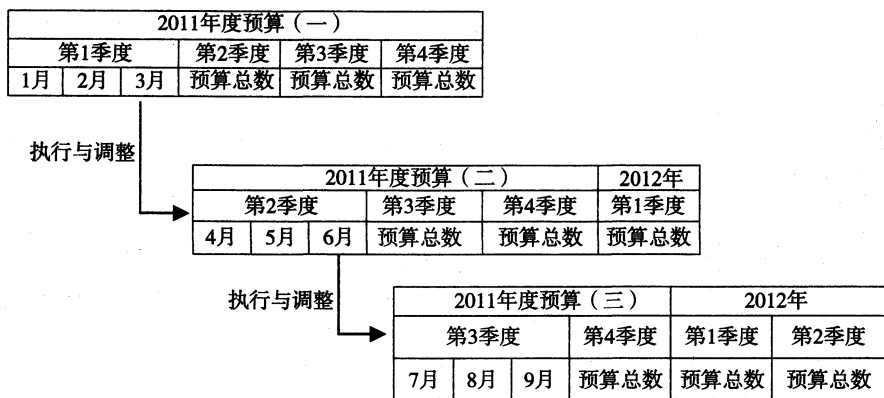 2011年度预算（一）
第1季度 第2季度 第3季度 第4季度
1月 2月 3月 预算总数 预算总数 预算总数
执行与调整
2011年度预算（二） 2012年
第2季度 第3季度 第4季度 第1季度
4月 5月 6月 预算总数 预算总数 预算总数
执行与调整
2011年度预算（三） 2012年
第3季度 第4季度 第1季度 第2季度
7月 8月 9月 预算总数 预算总数 预算总数